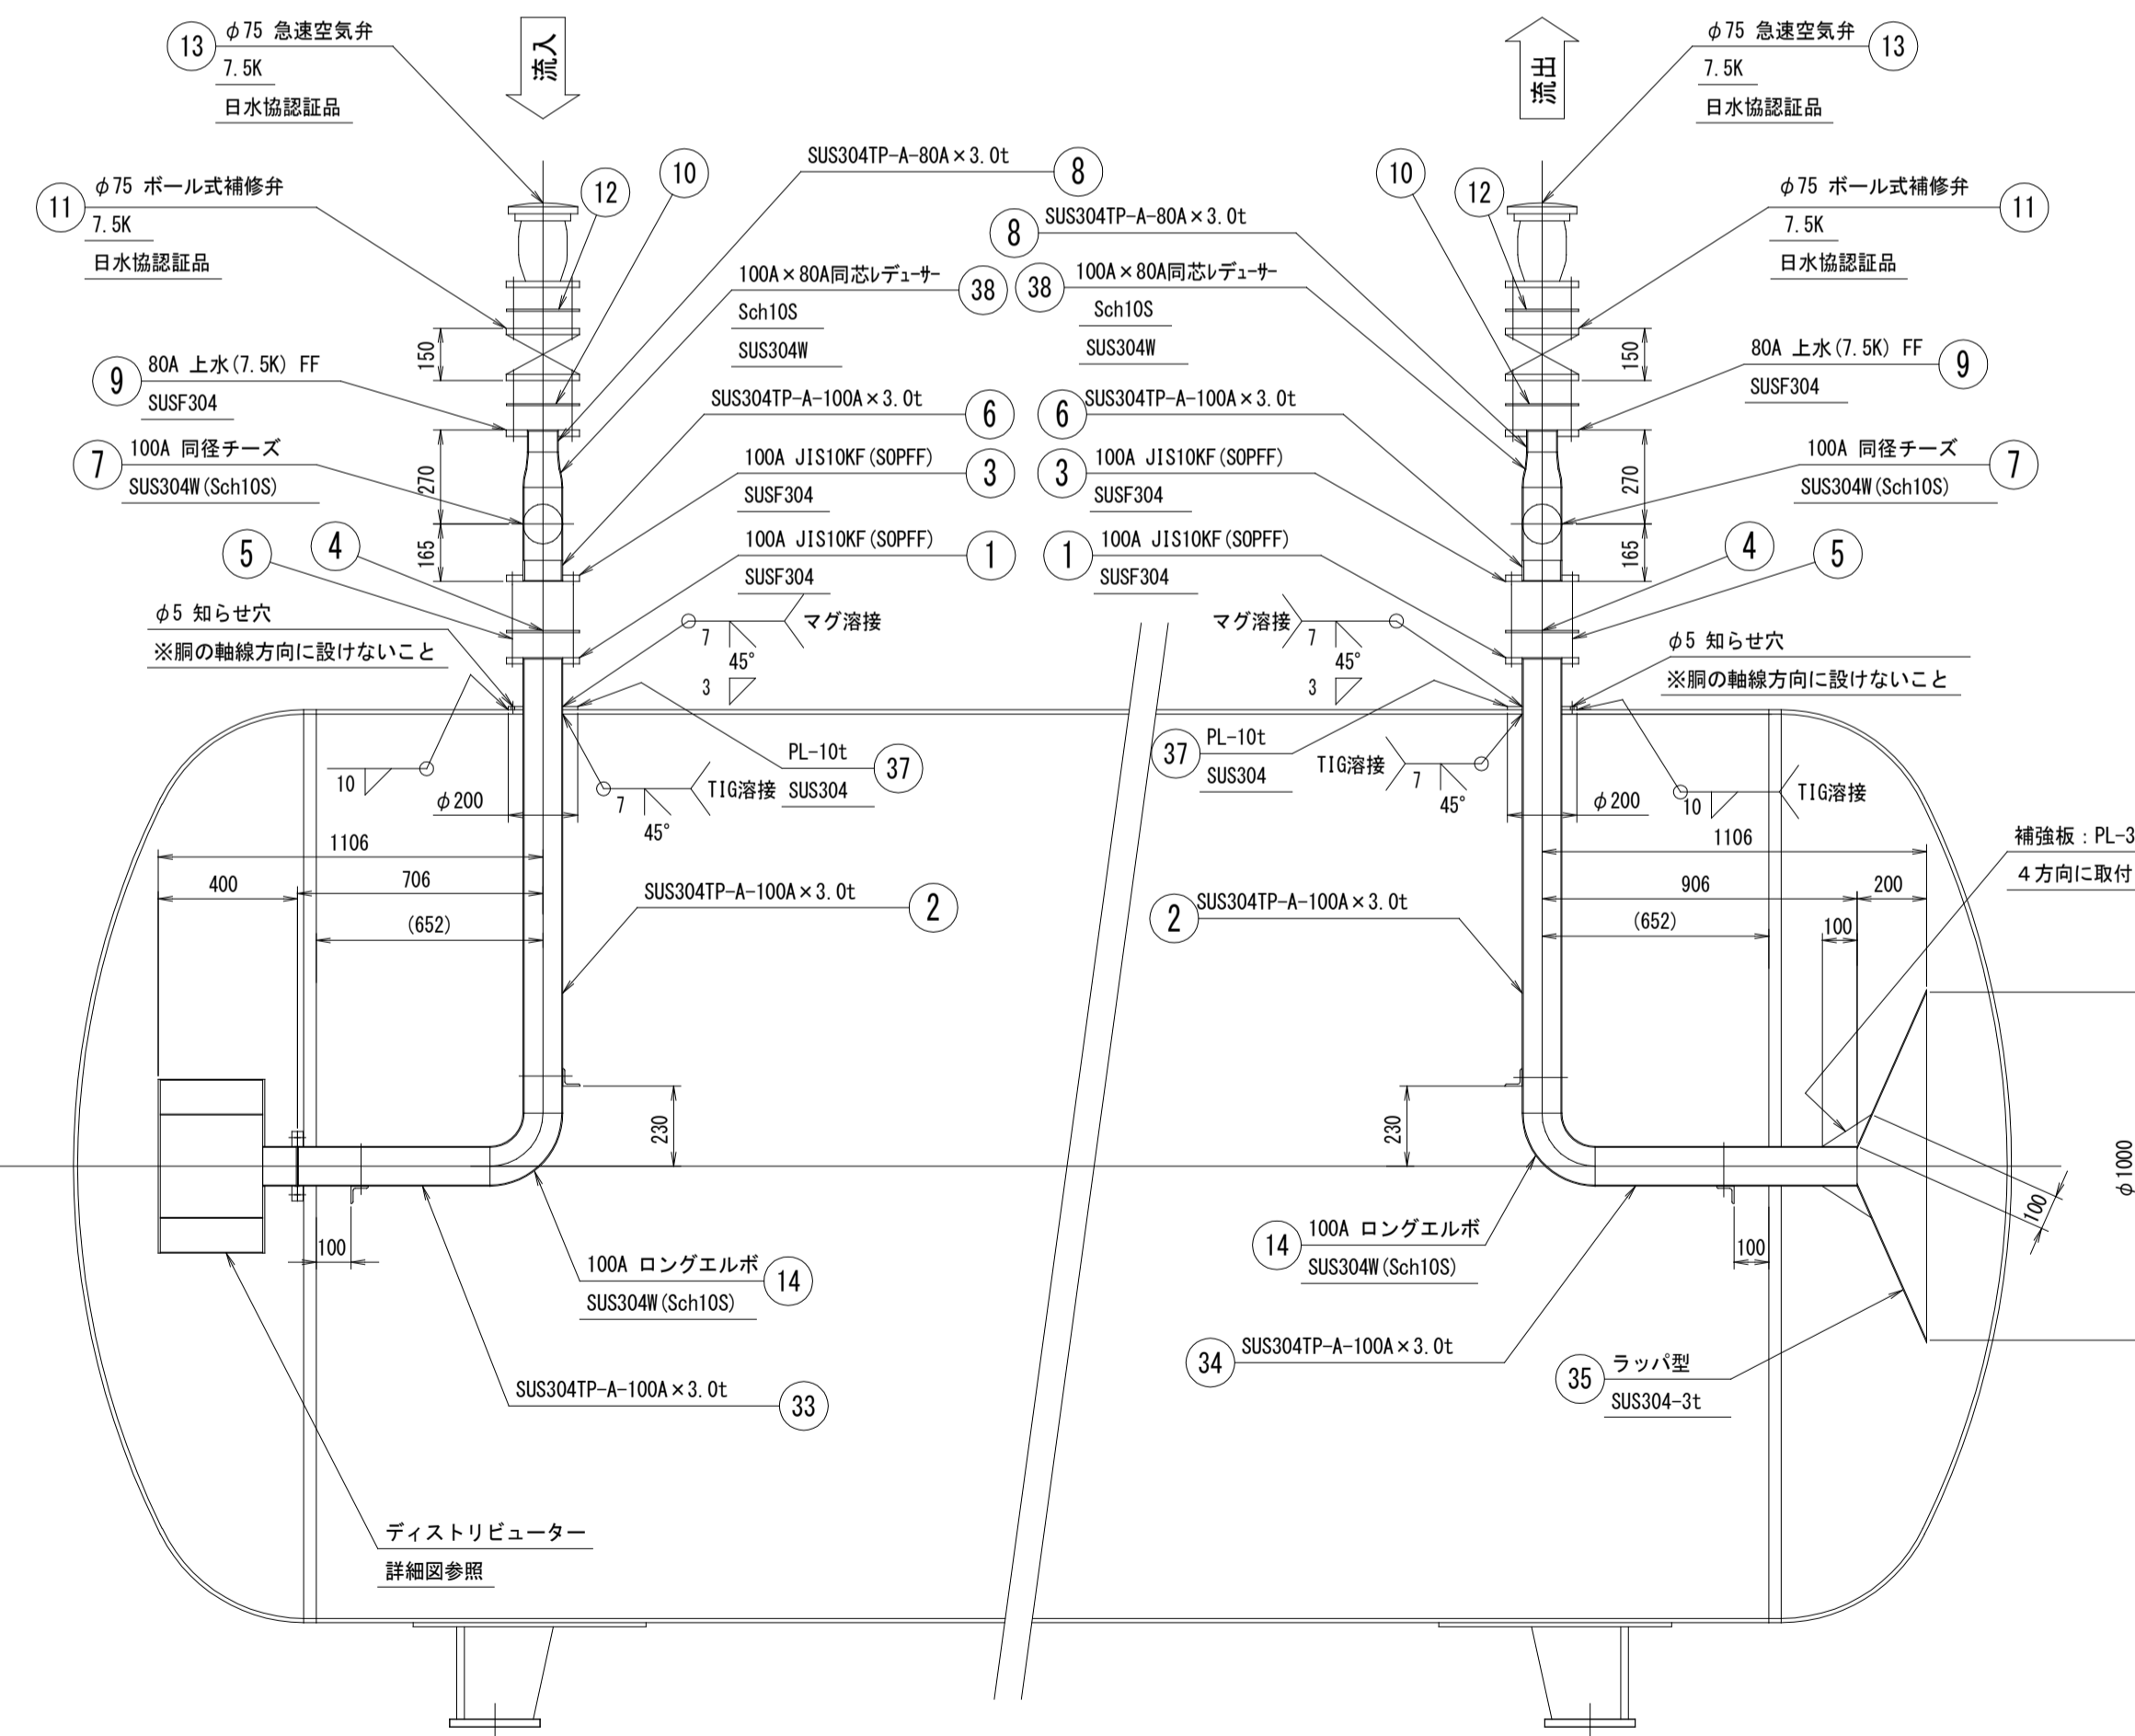 13
φ75 急速空気弁
7.5K
日水協認証品
流入
流出
φ75 急速空気弁
13
7.5K
日水協認証品
11
φ75 ボール式補修弁
7.5K
日水協認証品
12
10
SUS304TP-A-80A×3.0t
8
8
SUS304TP-A-80A×3.0t
10
12
φ75 ボール式補修弁
11
7.5K
日水協認証品
100A×80A同芯レデューサー
38
Sch10S
SUS304W
38
100A×80A同芯レデューサー
Sch10S
SUS304W
150
150
9
80A 上水(7.5K) FF
SUSF304
80A 上水(7.5K) FF
9
SUSF304
SUS304TP-A-100A×3.0t
6
6
SUS304TP-A-100A×3.0t
7
100A 同径チーズ
SUS304W(Sch10S)
270
270
100A 同径チーズ
7
SUS304W(Sch10S)
100A JIS10KF(SOPFF)
3
SUSF304
3
100A JIS10KF(SOPFF)
SUSF304
5
4
165
165
4
5
100A JIS10KF(SOPFF)
1
SUSF304
1
100A JIS10KF(SOPFF)
SUSF304
φ5 知らせ穴
※胴の軸線方向に設けないこと
7
45°
3
マグ溶接
マグ溶接
7
45°
3
φ5 知らせ穴
※胴の軸線方向に設けないこと
10
φ200
PL-10t
37
SUS304
7
45°
TIG溶接
37
PL-10t
SUS304
TIG溶接
7
45°
φ200
10
TIG溶接
1106
400
706
(652)
1106
906
200
(652)
100
補強板：PL-3
4方向に取付
SUS304TP-A-100A×3.0t
2
2
SUS304TP-A-100A×3.0t
230
230
φ1000
100
100
100
100A ロングエルボ
14
SUS304W(Sch10S)
14
100A ロングエルボ
SUS304W(Sch10S)
SUS304TP-A-100A×3.0t
33
34
SUS304TP-A-100A×3.0t
35
ラッパ型
SUS304-3t
ディストリビューター
詳細図参照